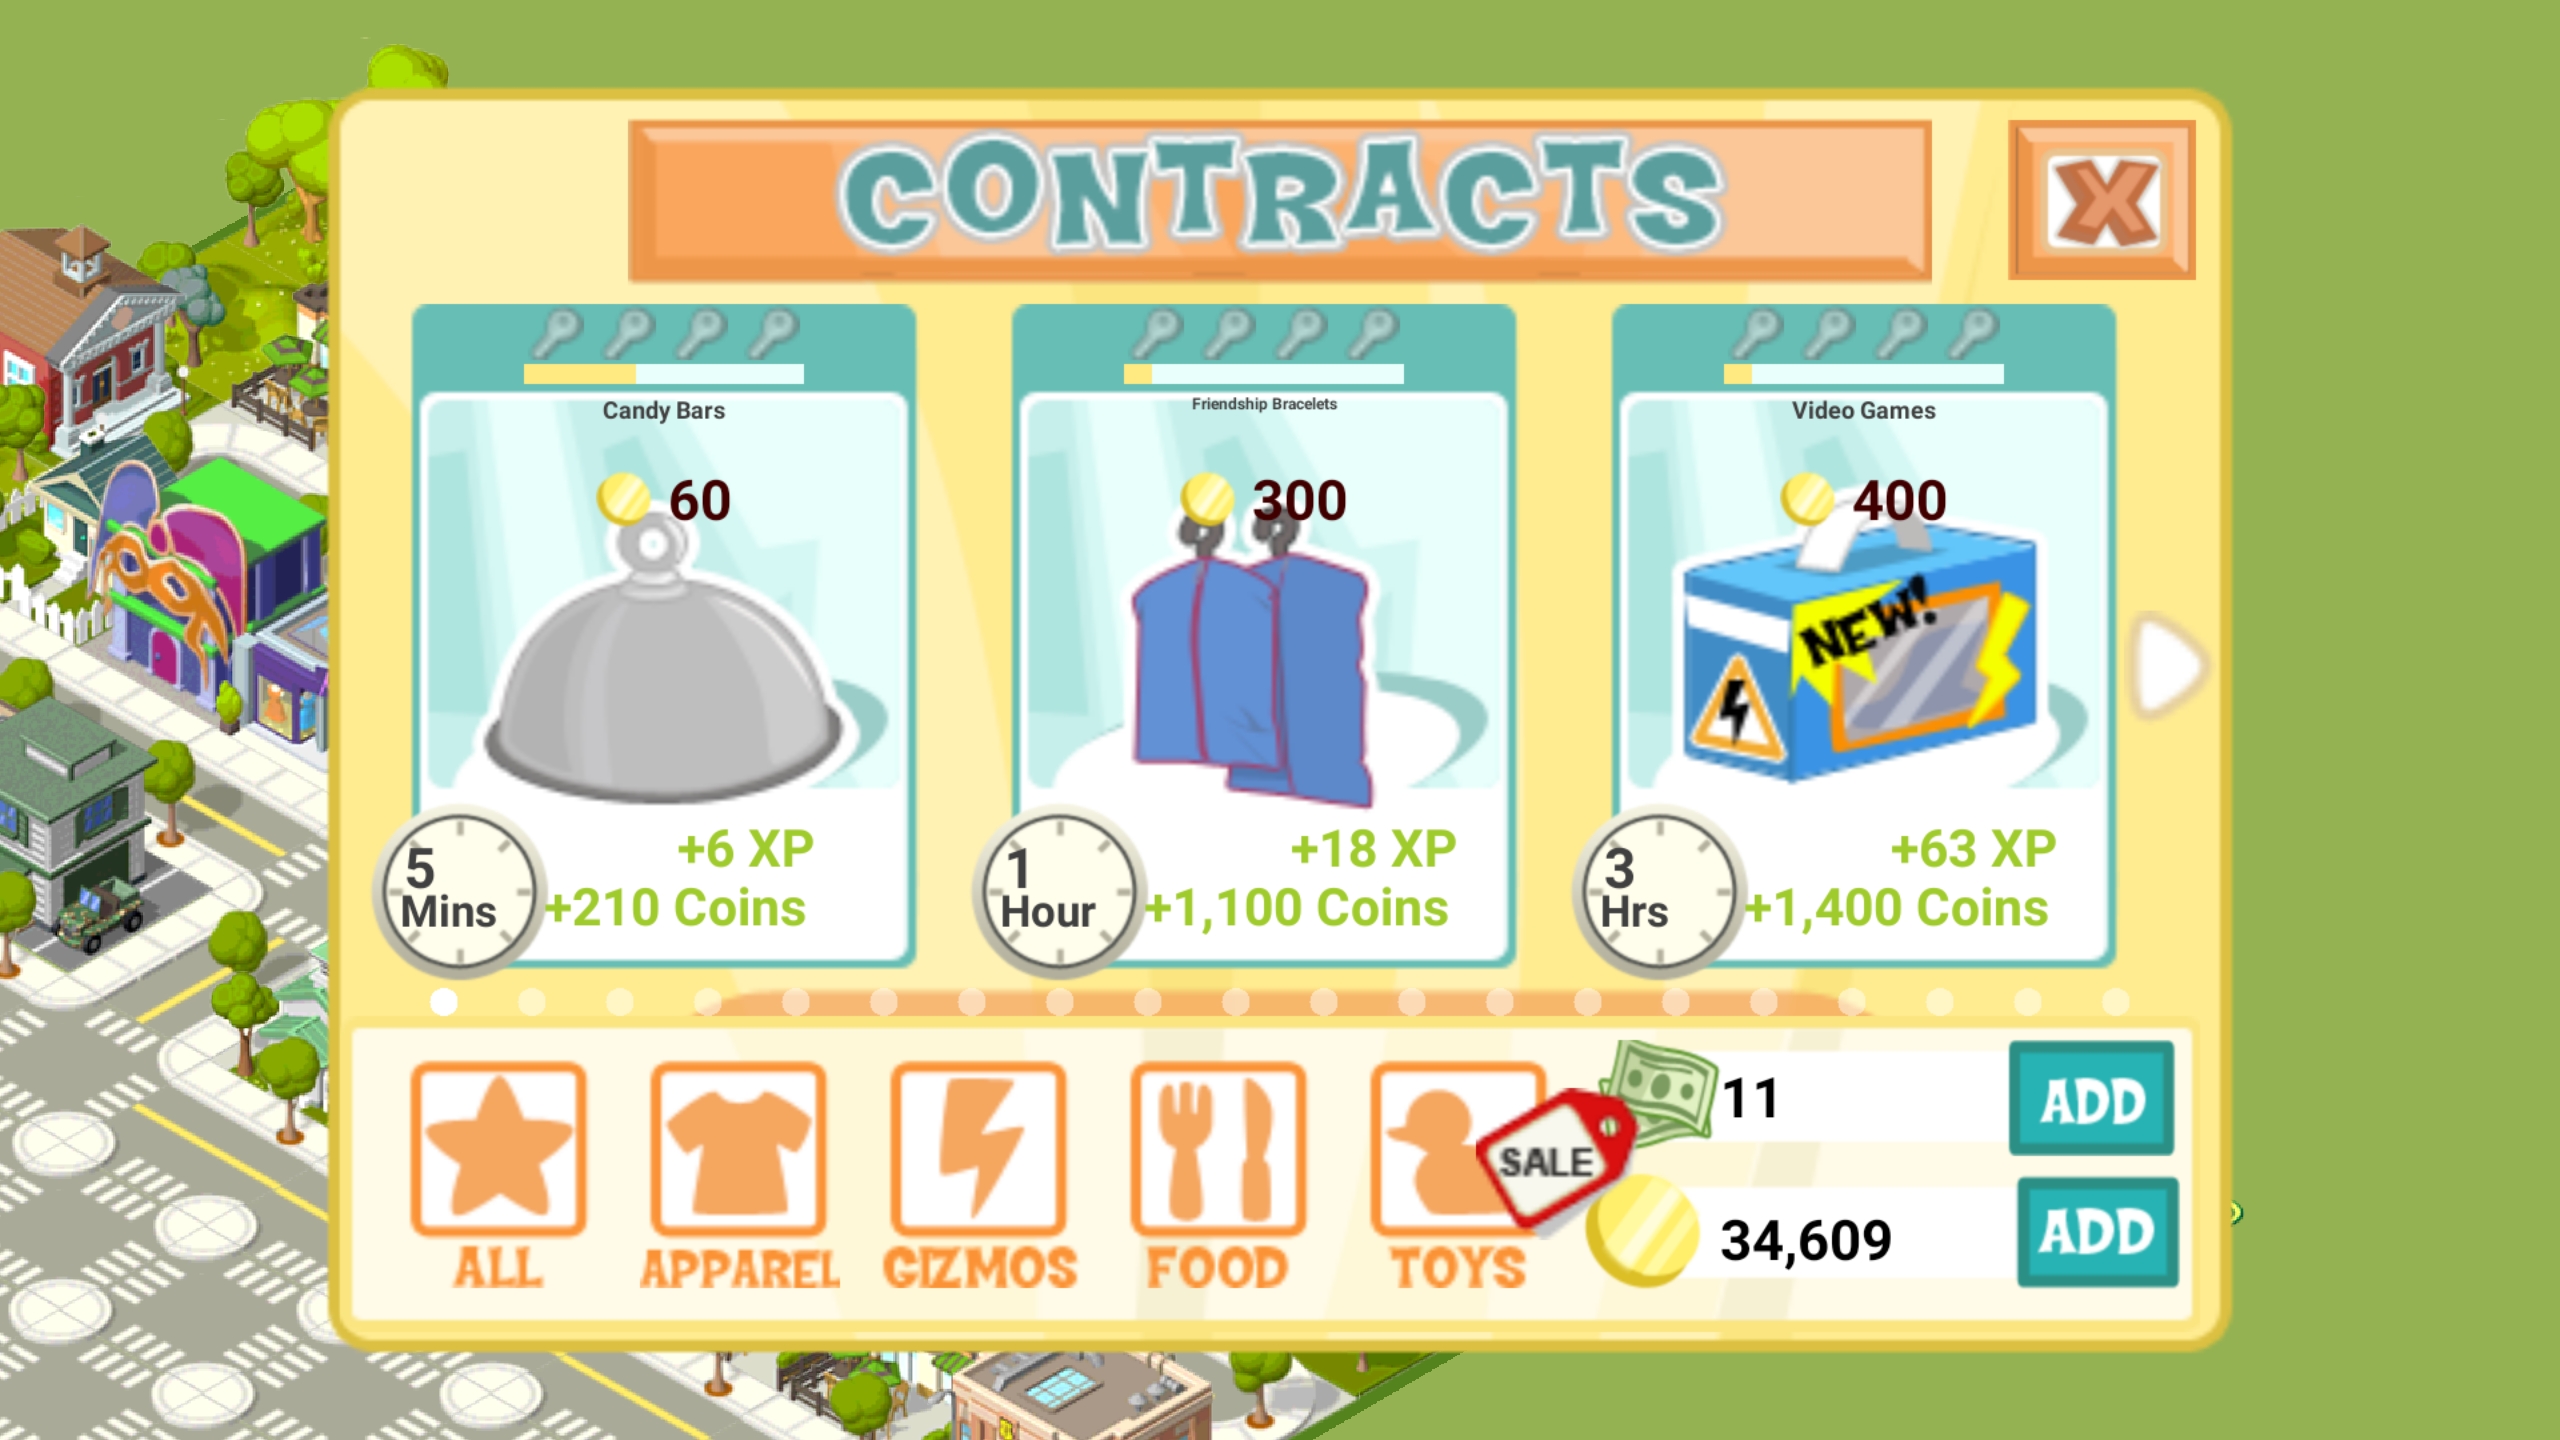 CONTRACTS
X
Candy Bars
60
5
Mins
+6 XP
+210 Coins
Friendship Bracelets
300
1
Hour
+18 XP
+1,100 Coins
Video Games
400
NEW!
3
Hrs
+63 XP
+1,400 Coins
ALL
APPAREL
GIZMOS
FOOD
TOYS
SALE
11
ADD
34,609
ADD